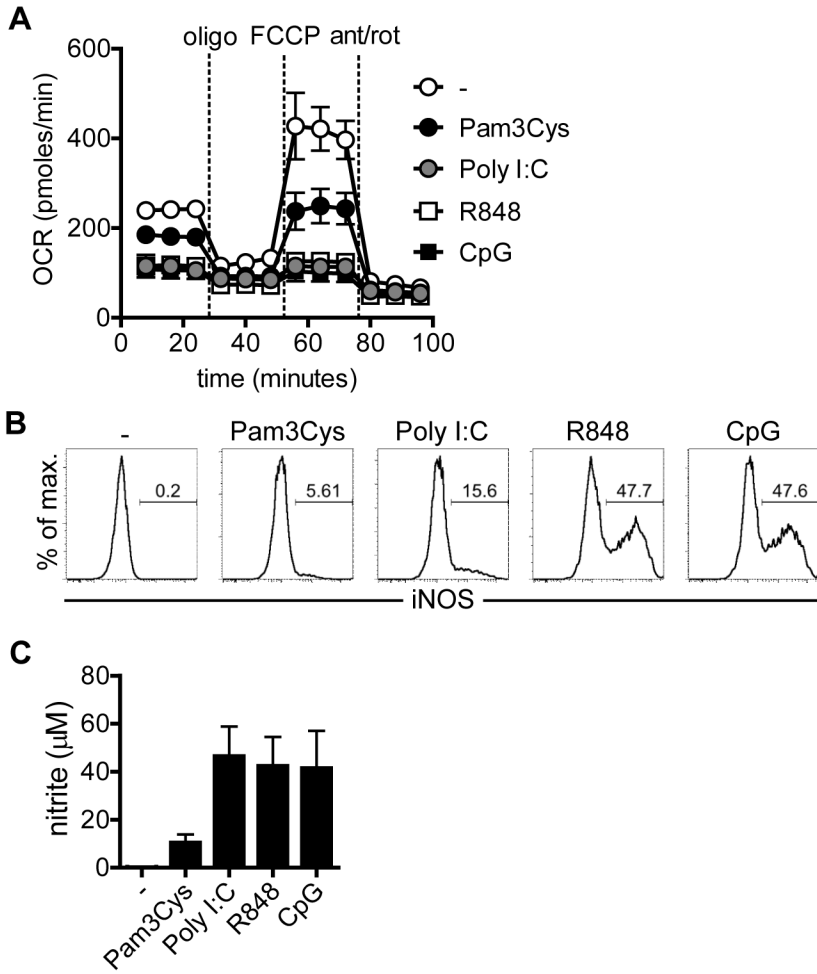 A
oligo FCCP ant/rot
600
400
200
0
OCR (pmoles/min)
0 20 40 60 80 100
time (minutes)
-
Pam3Cys
Poly I:C
R848
CpG
B
- Pam3Cys Poly I:C R848 CpG
% of max.
0.2 5.61 15.6 47.7 47.6
iNOS
C
80
60
40
20
0
nitrite (μM)
- Pam3Cys Poly I:C R848 CpG